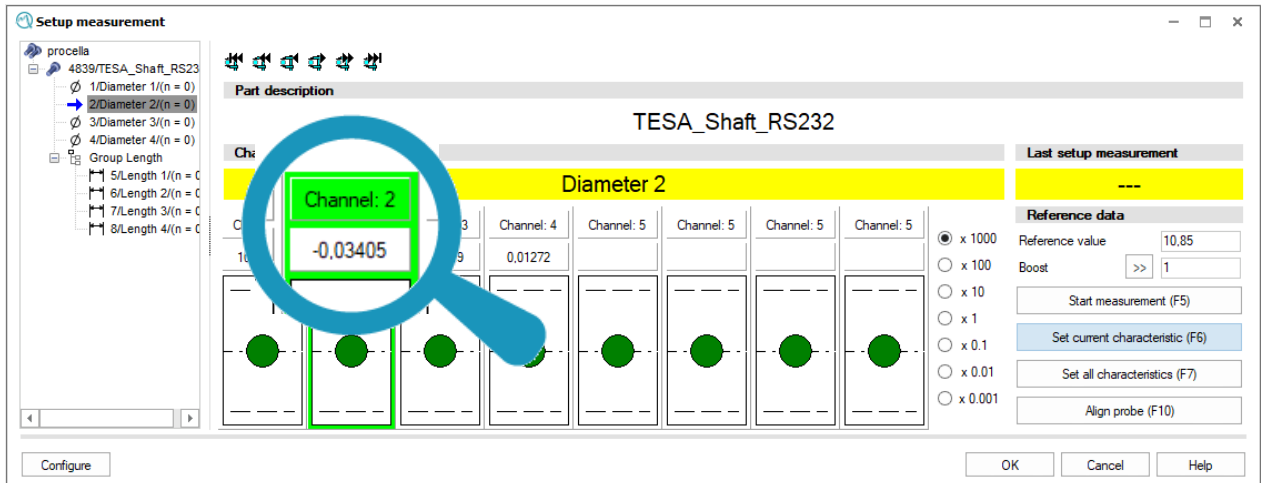 Setup measurement
procella
4839/TESA_Shaft_RS23
1/Diameter 1/(n = 0)
2/Diameter 2/(n = 0)
3/Diameter 3/(n = 0)
4/Diameter 4/(n = 0)
Group Length
5/Length 1/(n = 0
6/Length 2/(n = 0
7/Length 3/(n = 0
8/Length 4/(n = 0
Part description
TESA_Shaft_RS232
Last setup measurement
Diameter 2
---
Channel: 2
Channel: 4
Channel: 5
Channel: 5
Channel: 5
Channel: 5
-0,03405
0,01272
x 1000
x 100
x 10
x 1
x 0.1
x 0.01
x 0.001
Reference data
Reference value 10,85
Boost >> 1
Start measurement (F5)
Set current characteristic (F6)
Set all characteristics (F7)
Align probe (F10)
Configure
OK
Cancel
Help